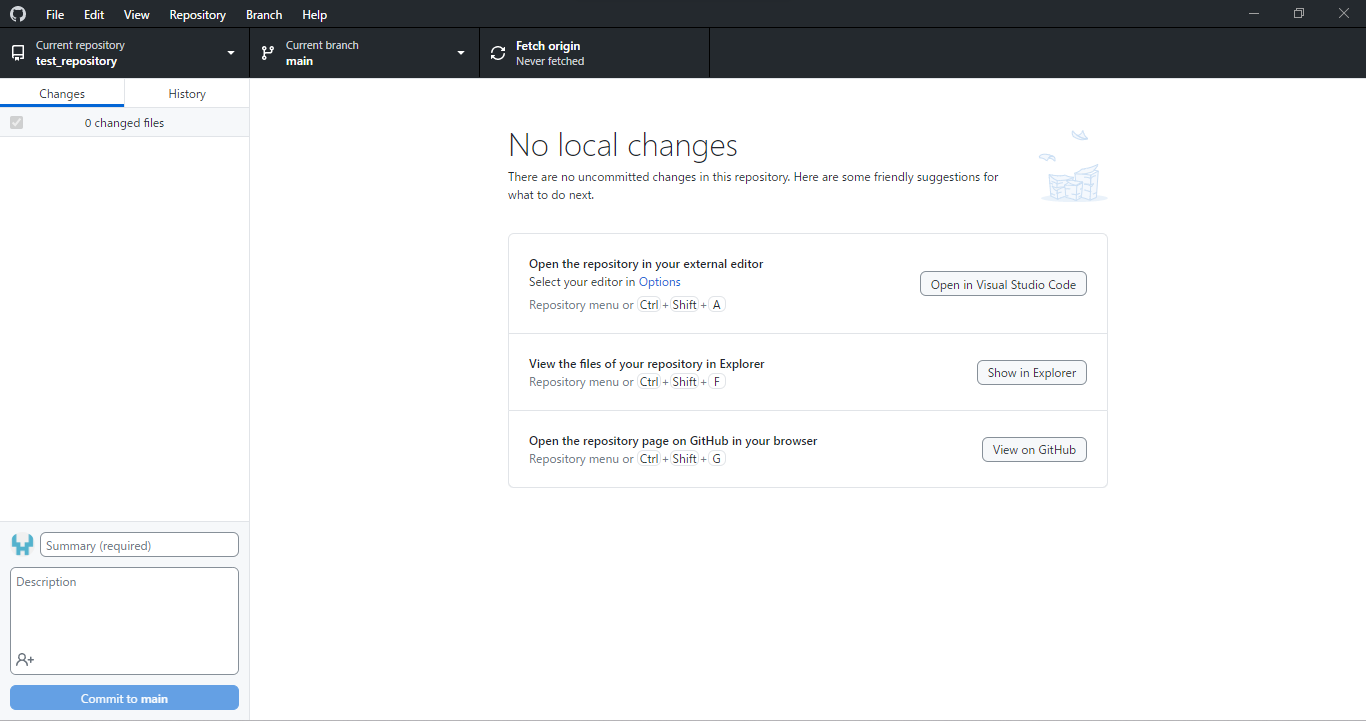 File Edit View Repository Branch Help
Current repository
test_repository
Current branch
main
Fetch origin
Never fetched
Changes
History
0 changed files
No local changes
There are no uncommitted changes in this repository. Here are some friendly suggestions for
what to do next.
Open the repository in your external editor
Select your editor in Options
Repository menu or Ctrl + Shift + A
Open in Visual Studio Code
View the files of your repository in Explorer
Repository menu or Ctrl + Shift + F
Show in Explorer
Open the repository page on GitHub in your browser
Repository menu or Ctrl + Shift + G
View on GitHub
Summary (required)
Description
Commit to main